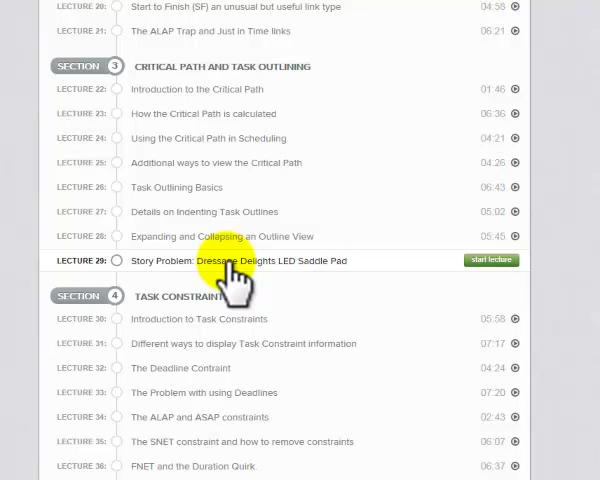 LECTURE 20: Start to Finish (SF) an unusual but useful link type 04:58
LECTURE 21: The ALAP Trap and Just in Time links 06:21
SECTION 3 CRITICAL PATH AND TASK OUTLINING
LECTURE 22: Introduction to the Critical Path 01:46
LECTURE 23: How the Critical Path is calculated 06:36
LECTURE 24: Using the Critical Path in Scheduling 04:21
LECTURE 25: Additional ways to view the Critical Path 04:26
LECTURE 26: Task Outlining Basics 06:43
LECTURE 27: Details on Indenting Task Outlines 05:02
LECTURE 28: Expanding and Collapsing an Outline View 05:45
LECTURE 29: Story Problem: Dressage Delights LED Saddle Pad start lecture
SECTION 4 TASK CONSTRAINT
LECTURE 30: Introduction to Task Constraints 05:58
LECTURE 31: Different ways to display Task Constraint information 07:17
LECTURE 32: The Deadline Contraint 04:24
LECTURE 33: The Problem with using Deadlines 07:20
LECTURE 34: The ALAP and ASAP constraints 02:43
LECTURE 35: The SNET constraint and how to remove constraints 06:07
LECTURE 36: FNET and the Duration Quirk. 06:37